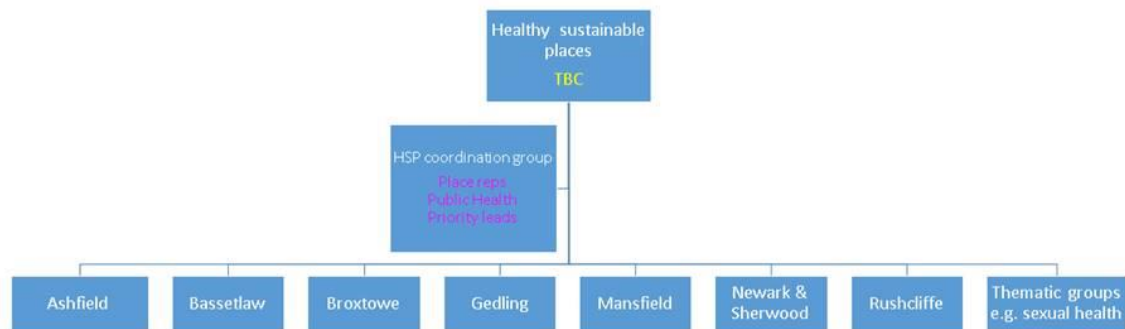 Healthy sustainable
places
TBC
HSP coordination group
Place reps
Public Health
Priority leads
Ashfield
Bassetlaw
Broxtowe
Gedling
Mansfield
Newark &
Sherwood
Rushcliffe
Thematic groups
e.g. sexual health